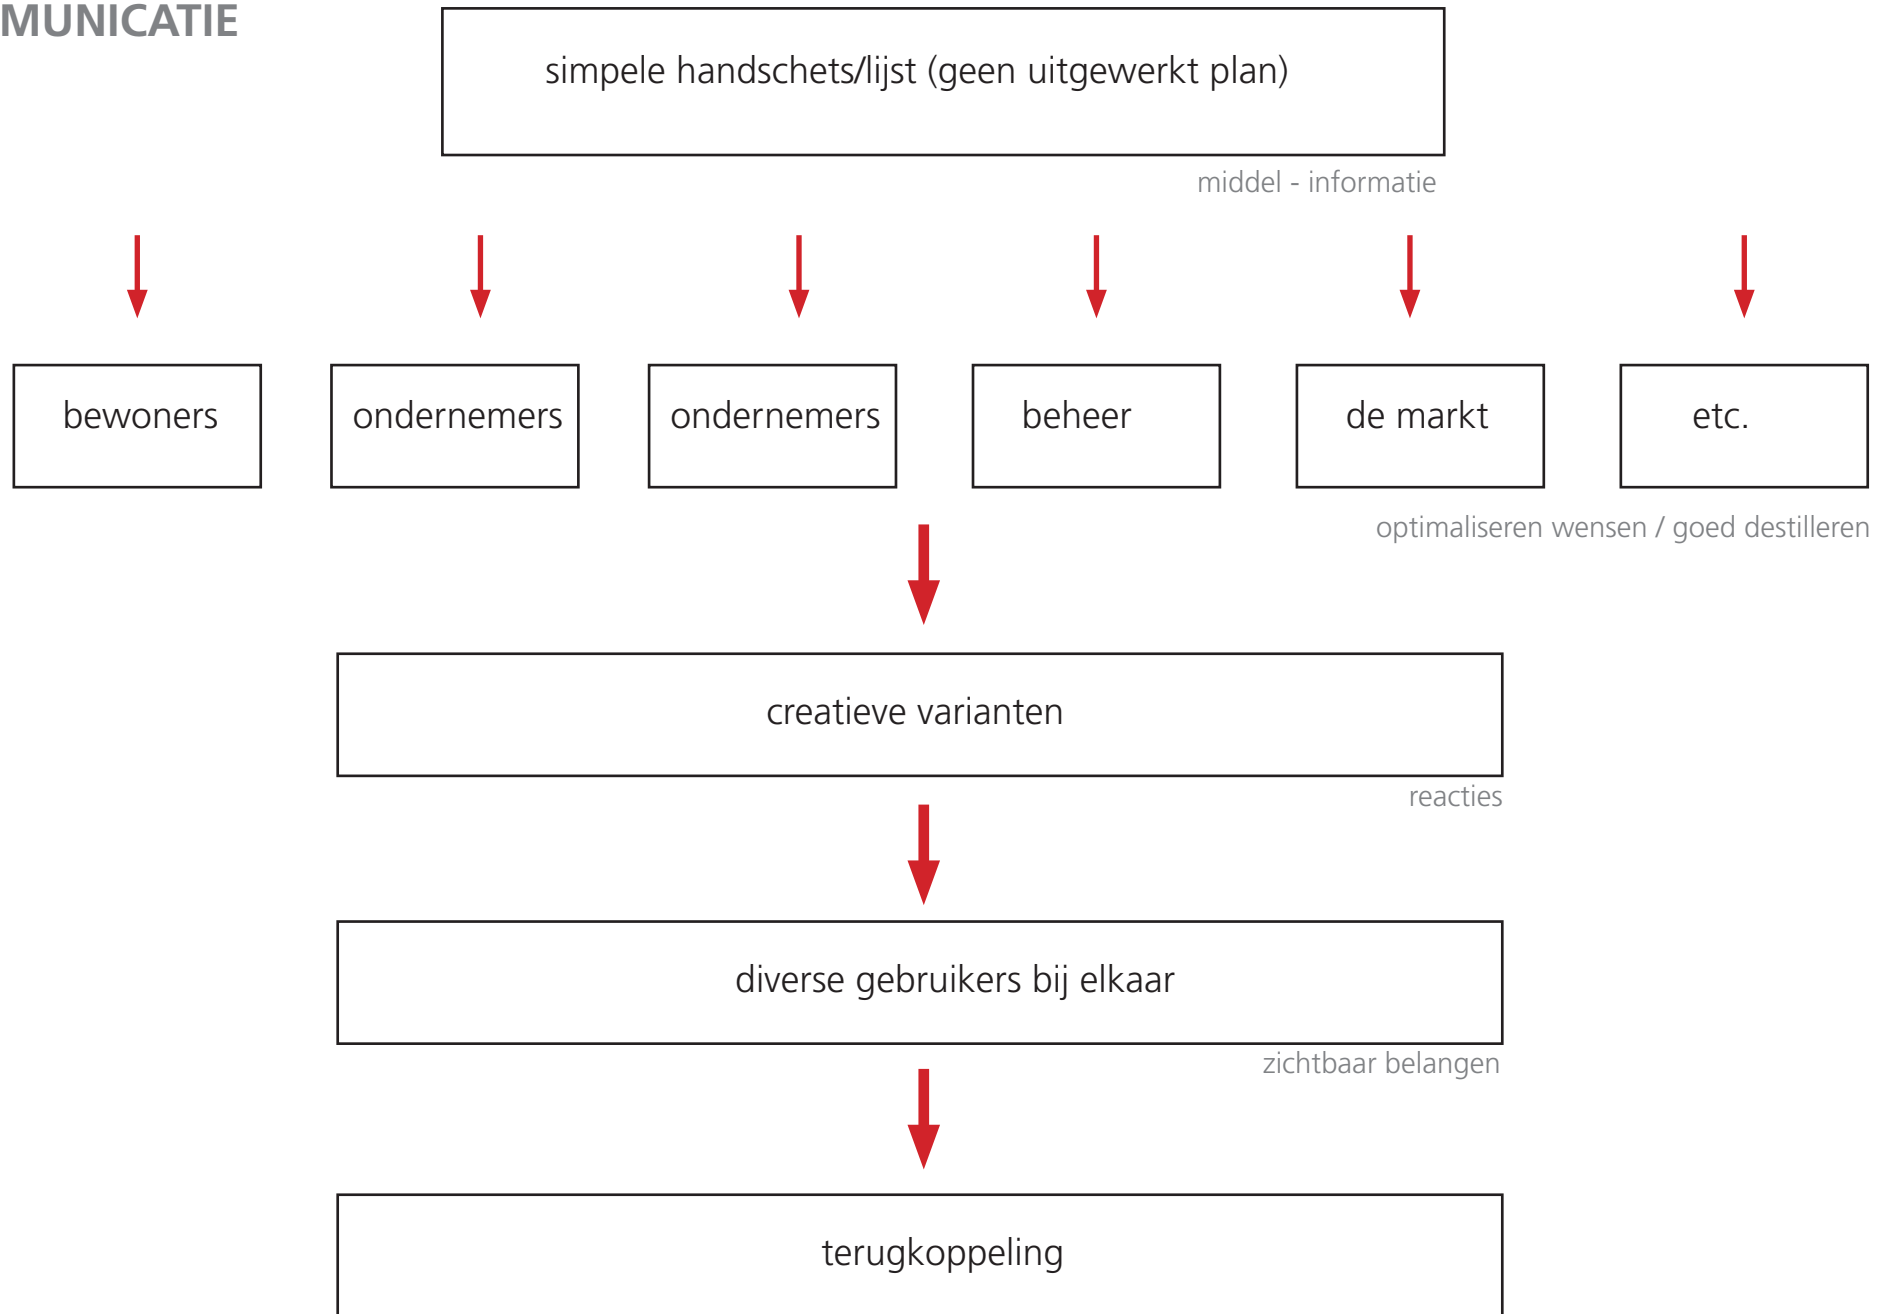 MUNICATIE
simpele handschets/lijst (geen uitgewerkt plan)
middel - informatie
bewoners
ondernemers
ondernemers
beheer
de markt
etc.
optimaliseren wensen / goed destilleren
creatieve varianten
reacties
diverse gebruikers bij elkaar
zichtbaar belangen
terugkoppeling